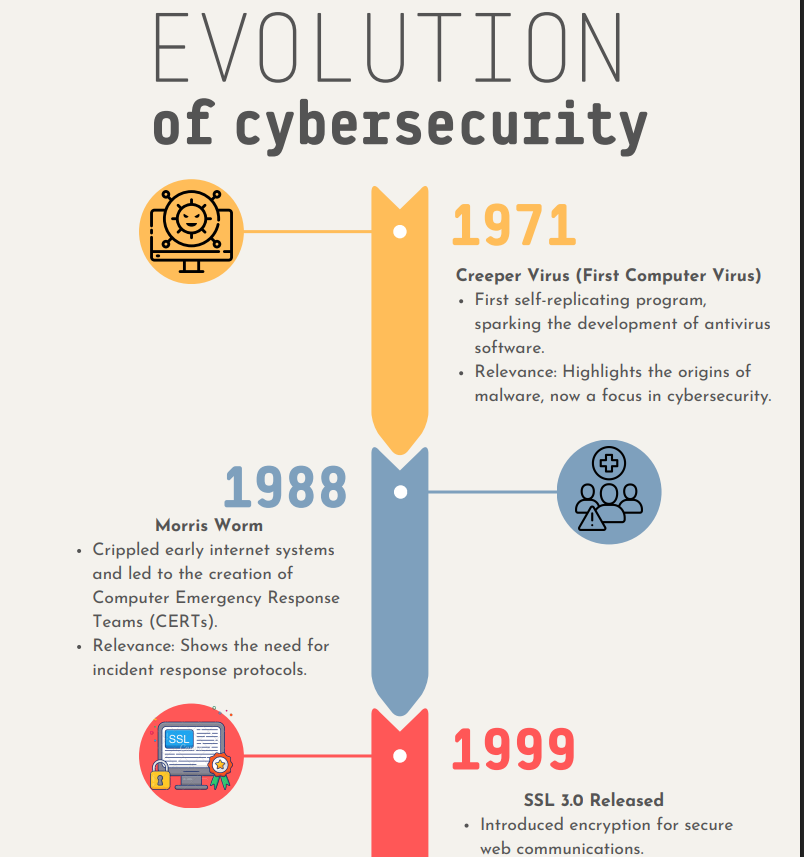 EVOLUTION
of cybersecurity
1971
Creeper Virus (First Computer Virus)
• First self-replicating program,
sparking the development of antivirus
software.
• Relevance: Highlights the origins of
malware, now a focus in cybersecurity.
1988
Morris Worm
• Crippled early internet systems
and led to the creation of
Computer Emergency Response
Teams (CERTs).
• Relevance: Shows the need for
incident response protocols.
SSL
1999
SSL 3.0 Released
• Introduced encryption for secure
web communications.